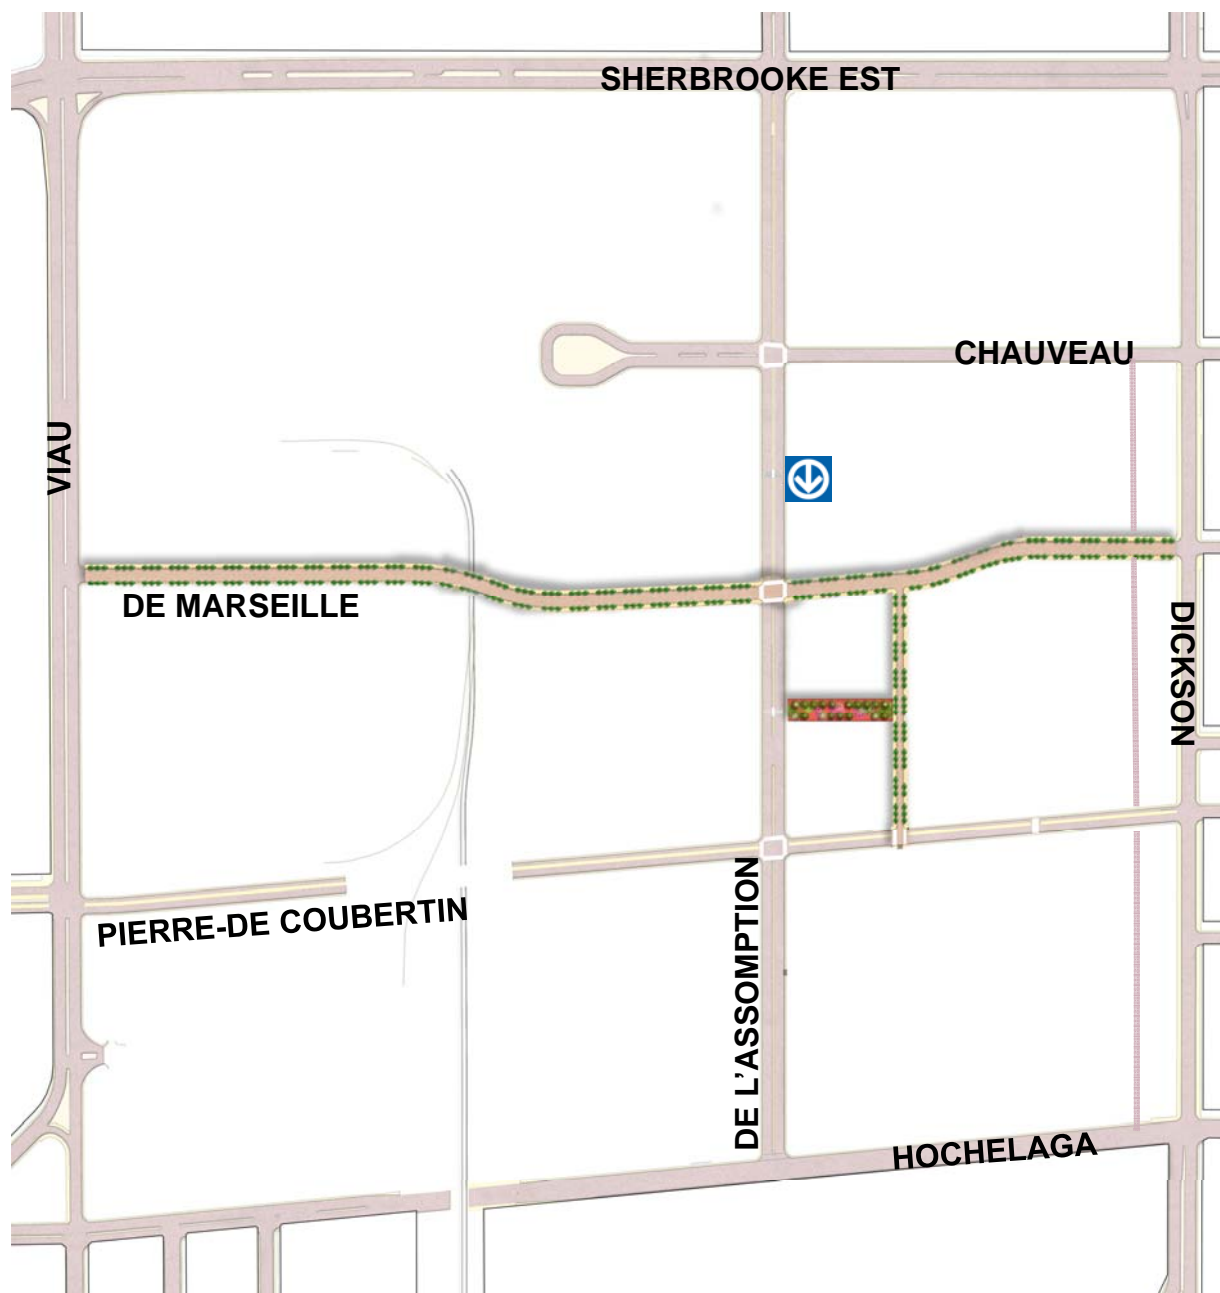 SHERBROOKE EST
CHAUVEAU
VIAU
DE MARSEILLE
DICKSON
PIERRE-DE COUBERTIN
DE L'ASSOMPTION
HOCHELAGA